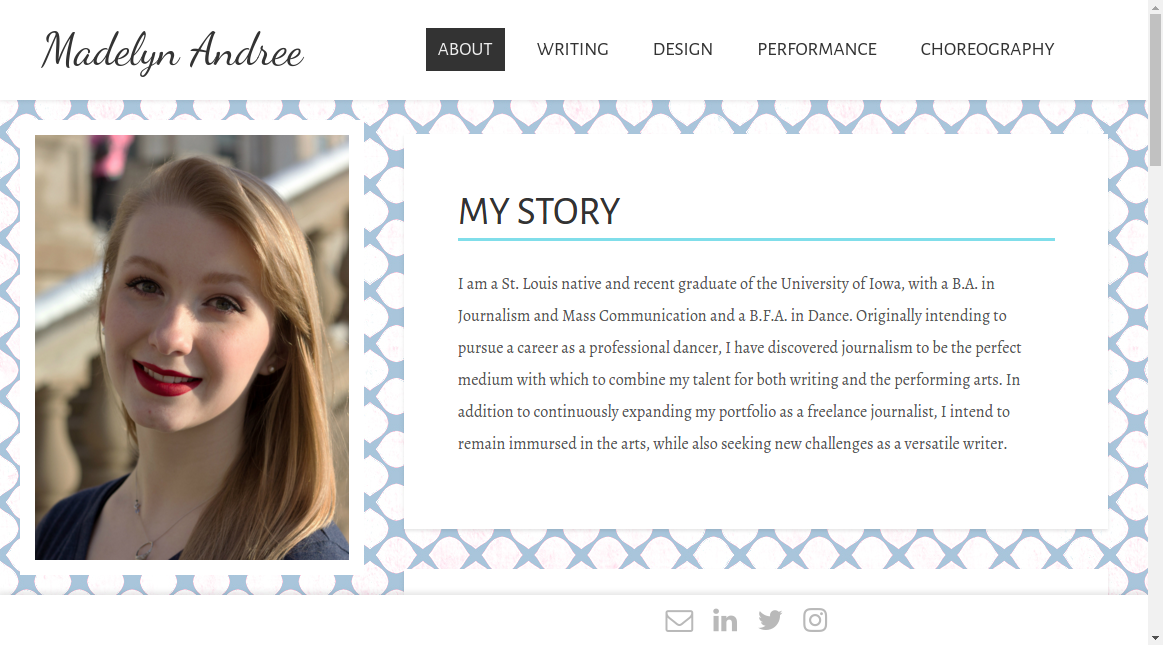 Madelyn Andree
ABOUT WRITING DESIGN PERFORMANCE CHOREOGRAPHY
MY STORY
I am a St. Louis native and recent graduate of the University of Iowa, with a B.A. in
Journalism and Mass Communication and a B.F.A. in Dance. Originally intending to
pursue a career as a professional dancer, I have discovered journalism to be the perfect
medium with which to combine my talent for both writing and the performing arts. In
addition to continuously expanding my portfolio as a freelance journalist, I intend to
remain immursed in the arts, while also seeking new challenges as a versatile writer.